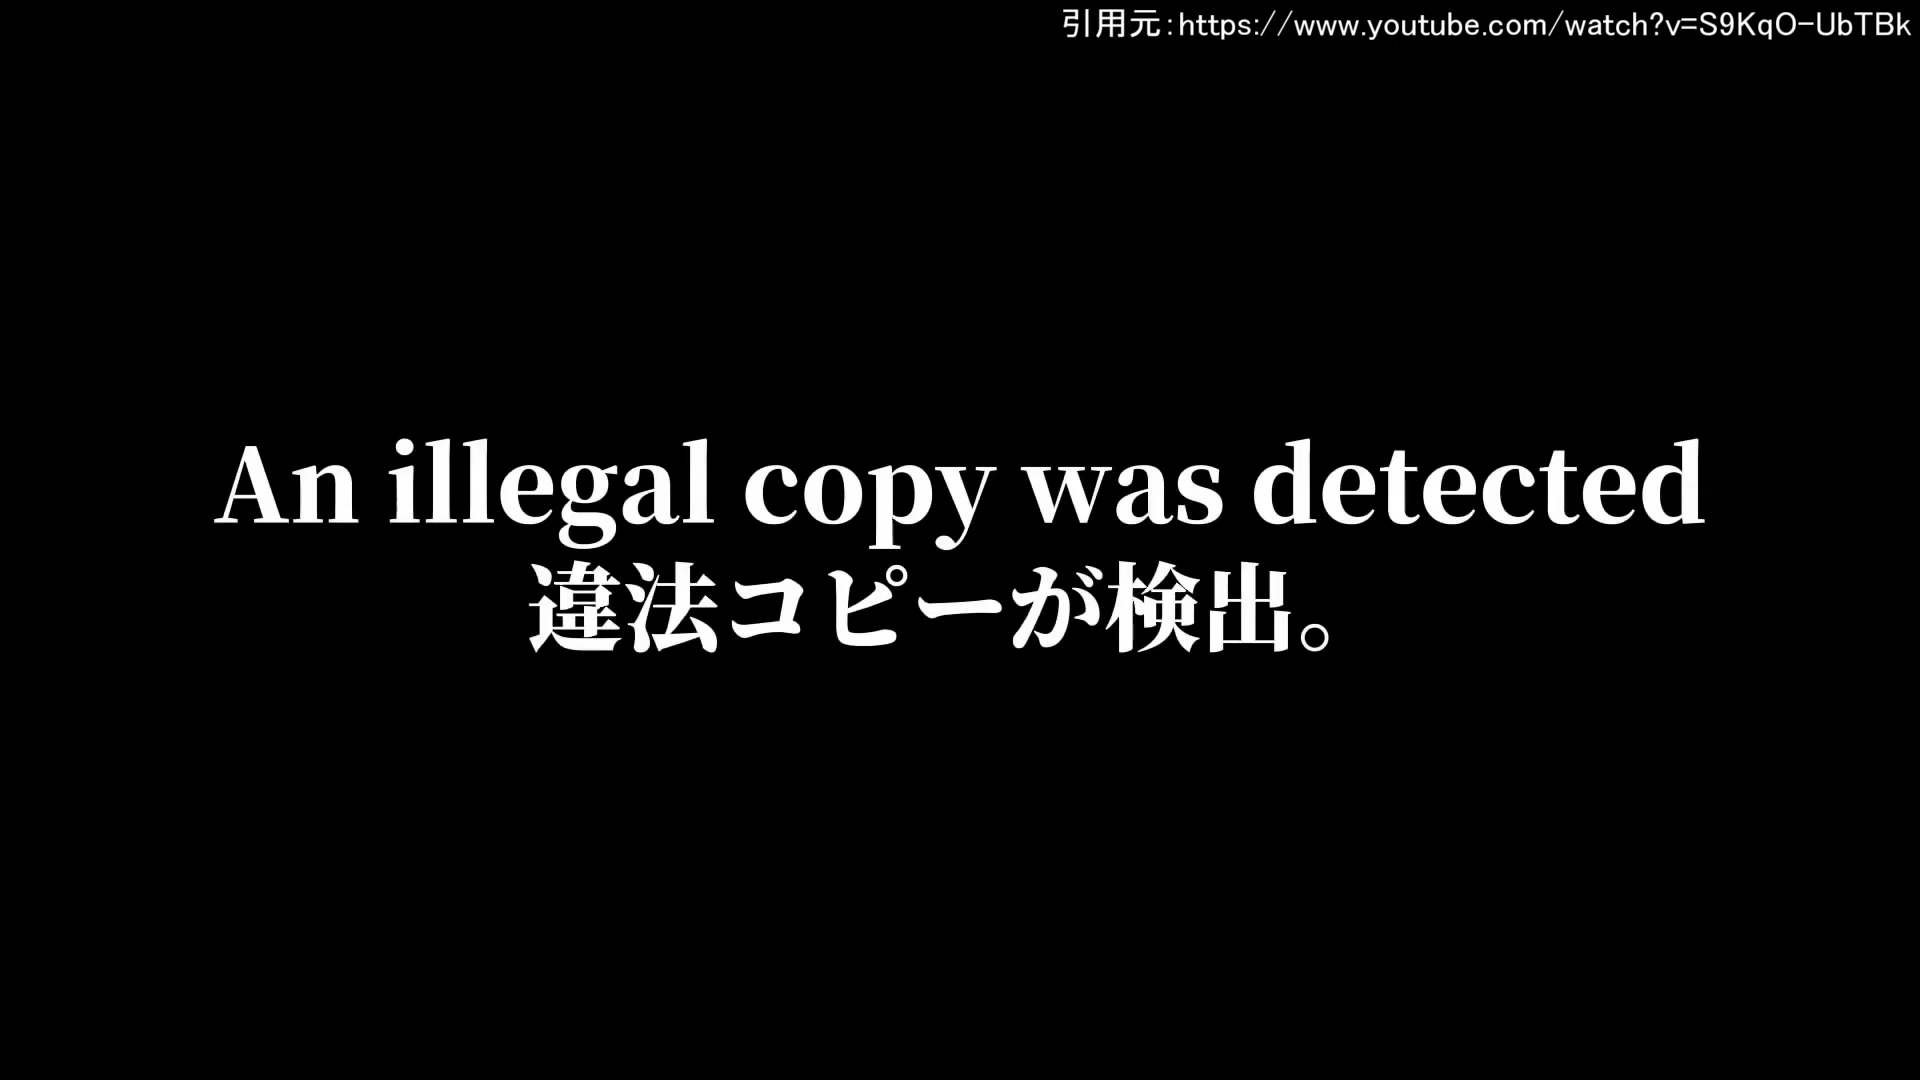 引用元:https://www.youtube.com/watch?v=S9KqO-UbTBk
An illegal copy was detected
違法コピーが検出。